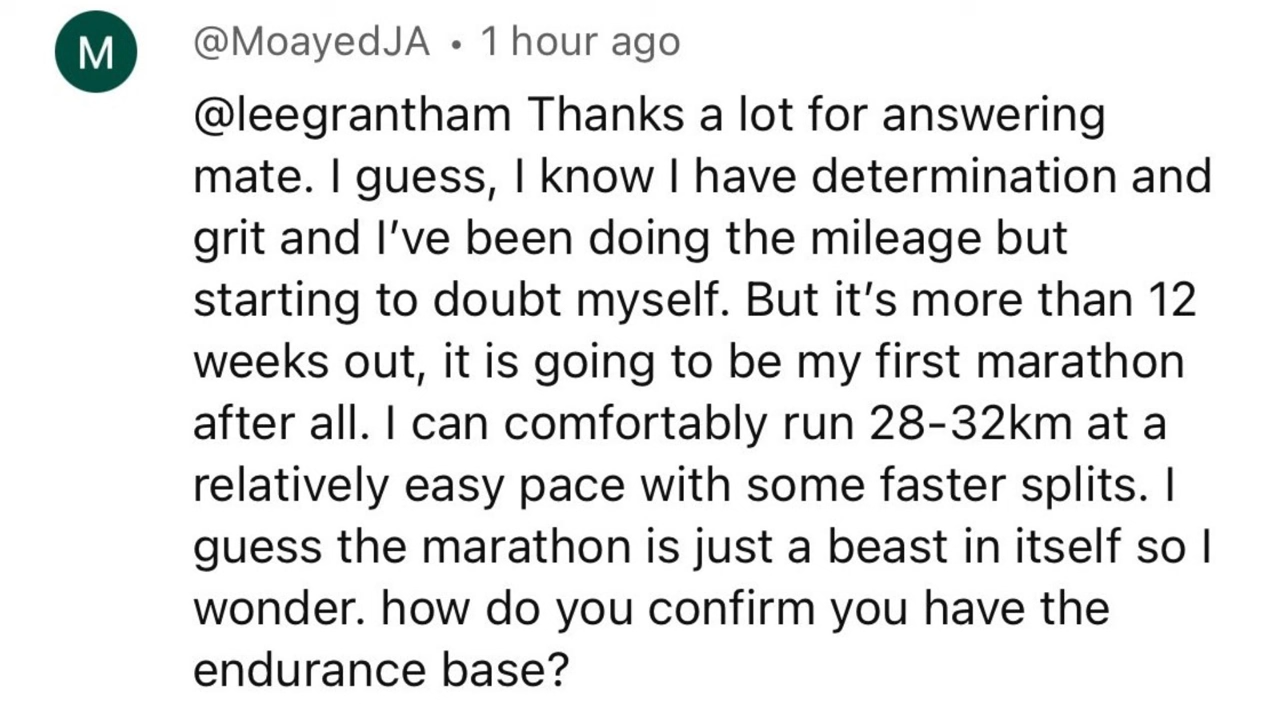 M
@MoayedJA • 1 hour ago
@leegrantham Thanks a lot for answering
mate. I guess, I know I have determination and
grit and I’ve been doing the mileage but
starting to doubt myself. But it’s more than 12
weeks out, it is going to be my first marathon
after all. I can comfortably run 28-32km at a
relatively easy pace with some faster splits. I
guess the marathon is just a beast in itself so I
wonder. how do you confirm you have the
endurance base?